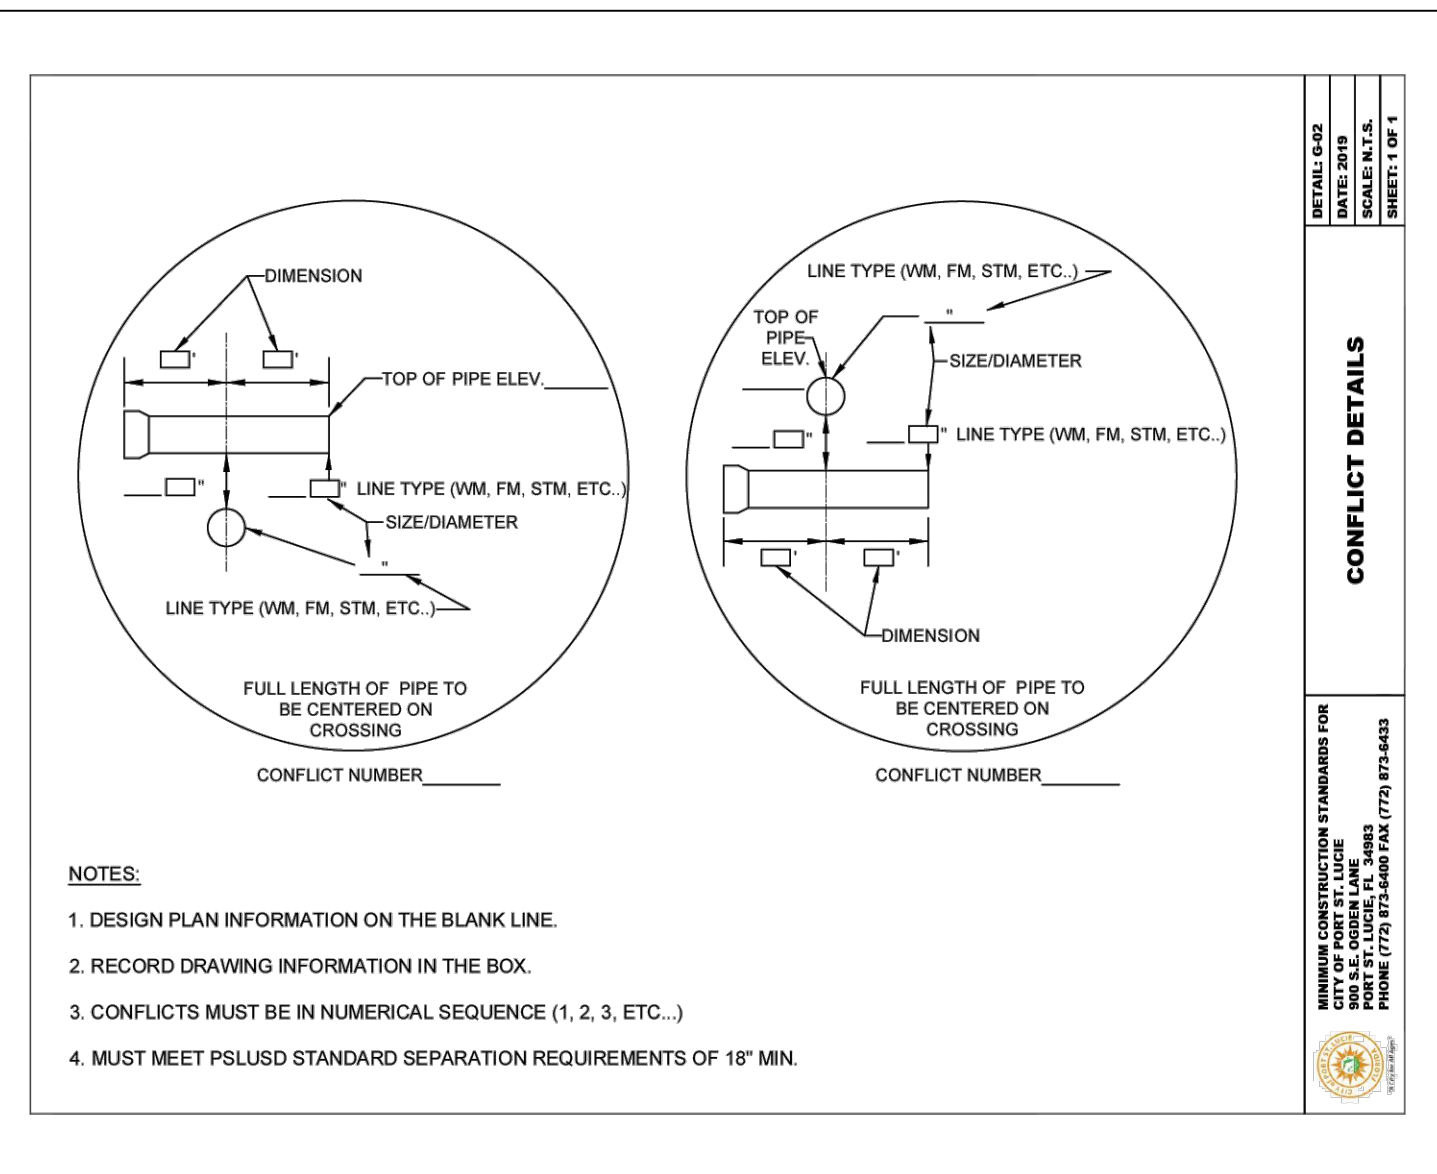 DIMENSION
' '
TOP OF PIPE ELEV.
" " LINE TYPE (WM, FM, STM, ETC..)
SIZE/DIAMETER
"
LINE TYPE (WM, FM, STM, ETC..)
FULL LENGTH OF PIPE TO
BE CENTERED ON
CROSSING
CONFLICT NUMBER
LINE TYPE (WM, FM, STM, ETC..)
"
TOP OF
PIPE
ELEV.
SIZE/DIAMETER
" " LINE TYPE (WM, FM, STM, ETC..)
' '
DIMENSION
FULL LENGTH OF PIPE TO
BE CENTERED ON
CROSSING
CONFLICT NUMBER
NOTES:
1. DESIGN PLAN INFORMATION ON THE BLANK LINE.
2. RECORD DRAWING INFORMATION IN THE BOX.
3. CONFLICTS MUST BE IN NUMERICAL SEQUENCE (1, 2, 3, ETC...)
4. MUST MEET PSLUSD STANDARD SEPARATION REQUIREMENTS OF 18" MIN.
DETAIL: G-02
DATE: 2019
SCALE: N.T.S.
SHEET: 1 OF 1
CONFLICT DETAILS
MINIMUM CONSTRUCTION STANDARDS FOR
CITY OF PORT ST. LUCIE
900 S.E. OGDEN LANE
PORT ST. LUCIE, FL 34983
PHONE (772) 873-6400 FAX (772) 873-6433
CITY OF PORT ST. LUCIE
FLORIDA